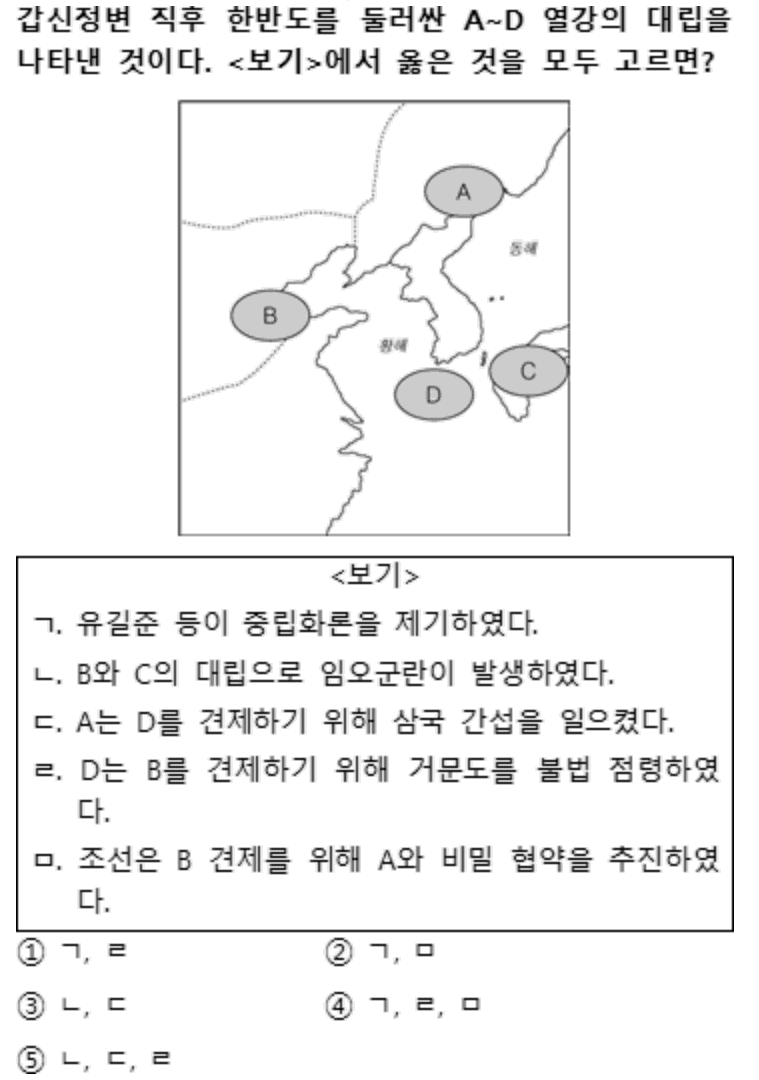 갑신정변 직후 한반도를 둘러싼 A~D 열강의 대립을
나타낸 것이다. <보기>에서 옳은 것을 모두 고르면?
A
동해
B
황해
C
D
<보기>
ㄱ. 유길준 등이 중립화론을 제기하였다.
ㄴ. B와 C의 대립으로 임오군란이 발생하였다.
ㄷ. A는 D를 견제하기 위해 삼국 간섭을 일으켰다.
ㄹ. D는 B를 견제하기 위해 거문도를 불법 점령하였
다.
ㅁ. 조선은 B 견제를 위해 A와 비밀 협약을 추진하였
다.
① ㄱ, ㄹ ② ㄱ, ㅁ
③ ㄴ, ㄷ ④ ㄱ, ㄹ, ㅁ
⑤ ㄴ, ㄷ, ㄹ